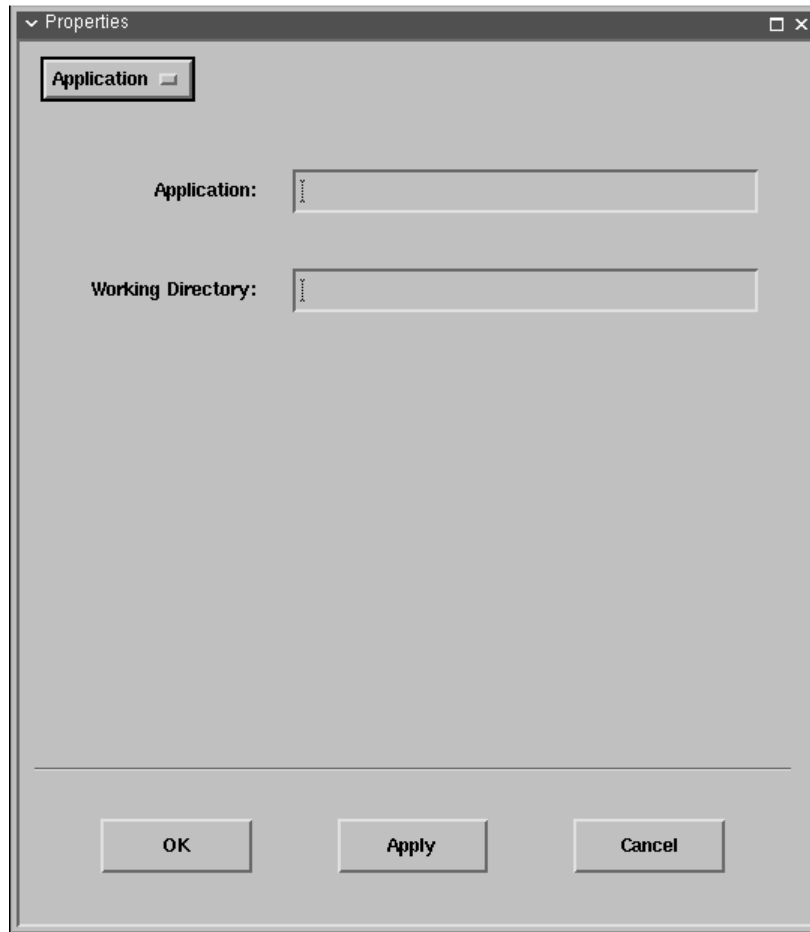 Properties
Application
Application:
Working Directory:
OK Apply Cancel